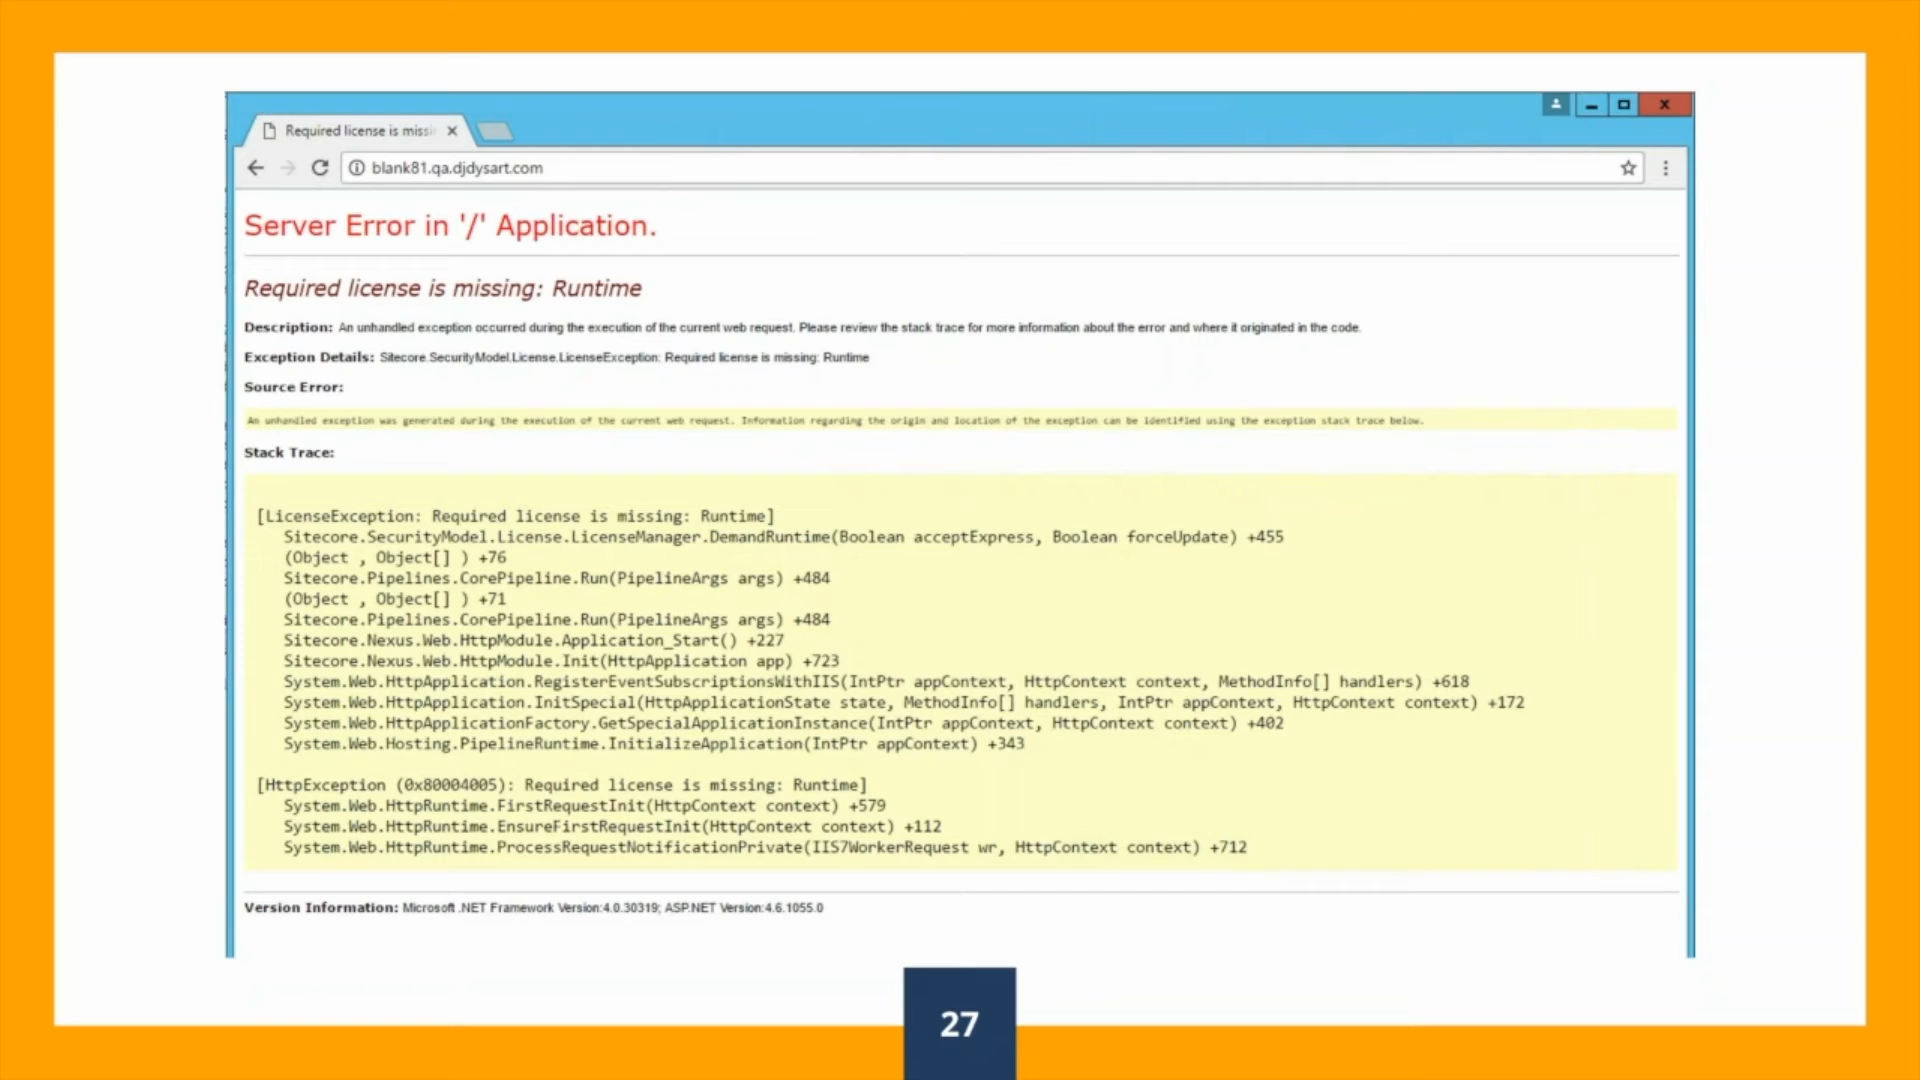 Required license is missi
blank81.qa.djdysart.com
Server Error in '/' Application.
Required license is missing: Runtime
Description: An unhandled exception occurred during the execution of the current web request. Please review the stack trace for more information about the error and where it originated in the code.
Exception Details: Sitecore.SecurityModel.License.LicenseException: Required license is missing: Runtime
Source Error:
An unhandled exception was generated during the execution of the current web request. Information regarding the origin and location of the exception can be identified using the exception stack trace below.
Stack Trace:
[LicenseException: Required license is missing: Runtime]
Sitecore.SecurityModel.License.LicenseManager.DemandRuntime(Boolean acceptExpress, Boolean forceUpdate) +455
(Object , Object[] ) +76
Sitecore.Pipelines.CorePipeline.Run(PipelineArgs args) +484
(Object , Object[] ) +71
Sitecore.Pipelines.CorePipeline.Run(PipelineArgs args) +484
Sitecore.Nexus.Web.HttpModule.Application_Start() +227
Sitecore.Nexus.Web.HttpModule.Init(HttpApplication app) +723
System.Web.HttpApplication.RegisterEventSubscriptionsWithIIS(IntPtr appContext, HttpContext context, MethodInfo[] handlers) +618
System.Web.HttpApplication.InitSpecial(HttpApplicationState state, MethodInfo[] handlers, IntPtr appContext, HttpContext context) +172
System.Web.HttpApplicationFactory.GetSpecialApplicationInstance(IntPtr appContext, HttpContext context) +402
System.Web.Hosting.PipelineRuntime.InitializeApplication(IntPtr appContext) +343
[HttpException (0x80004005): Required license is missing: Runtime]
System.Web.HttpRuntime.FirstRequestInit(HttpContext context) +579
System.Web.HttpRuntime.EnsureFirstRequestInit(HttpContext context) +112
System.Web.HttpRuntime.ProcessRequestNotificationPrivate(IIS7WorkerRequest wr, HttpContext context) +712
Version Information: Microsoft .NET Framework Version:4.0.30319; ASP.NET Version:4.6.1055.0
27